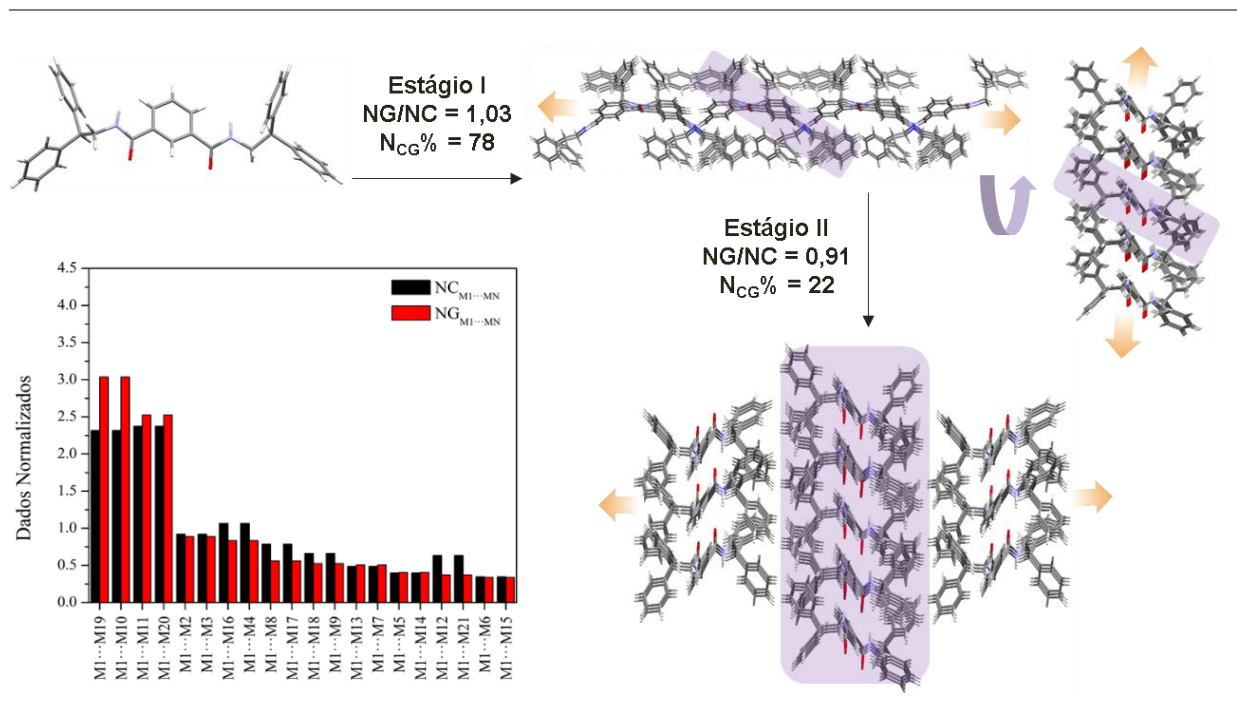 Estágio I
NG/NC = 1,03
NCG% = 78
Estágio II
NG/NC = 0,91
NCG% = 22
4.5
4.0
3.5
3.0
2.5
2.0
1.5
1.0
0.5
0.0
Dados Normalizados
NC M1···MN
NG M1···MN
M1···M19
M1···M10
M1···M11
M1···M20
M1···M2
M1···M3
M1···M16
M1···M4
M1···M8
M1···M17
M1···M18
M1···M9
M1···M13
M1···M7
M1···M5
M1···M14
M1···M12
M1···M21
M1···M6
M1···M15